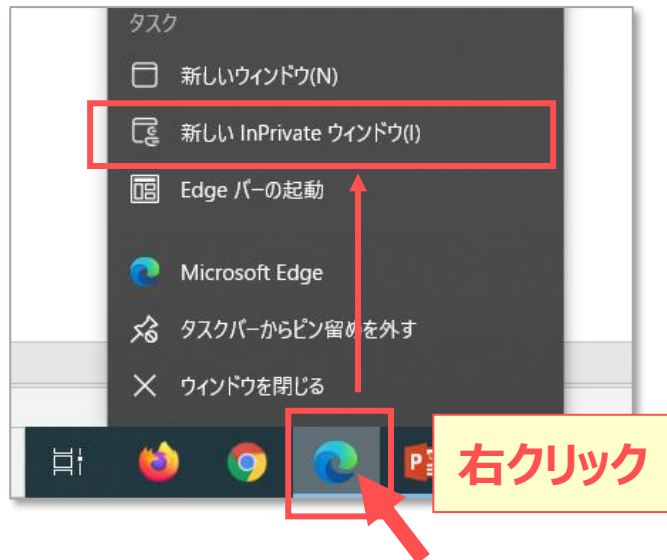 タスク
新しいウィンドウ(N)
新しい InPrivate ウィンドウ(I)
Edge バーの起動
Microsoft Edge
タスクバーからピン留めを外す
ウィンドウを閉じる
右クリック